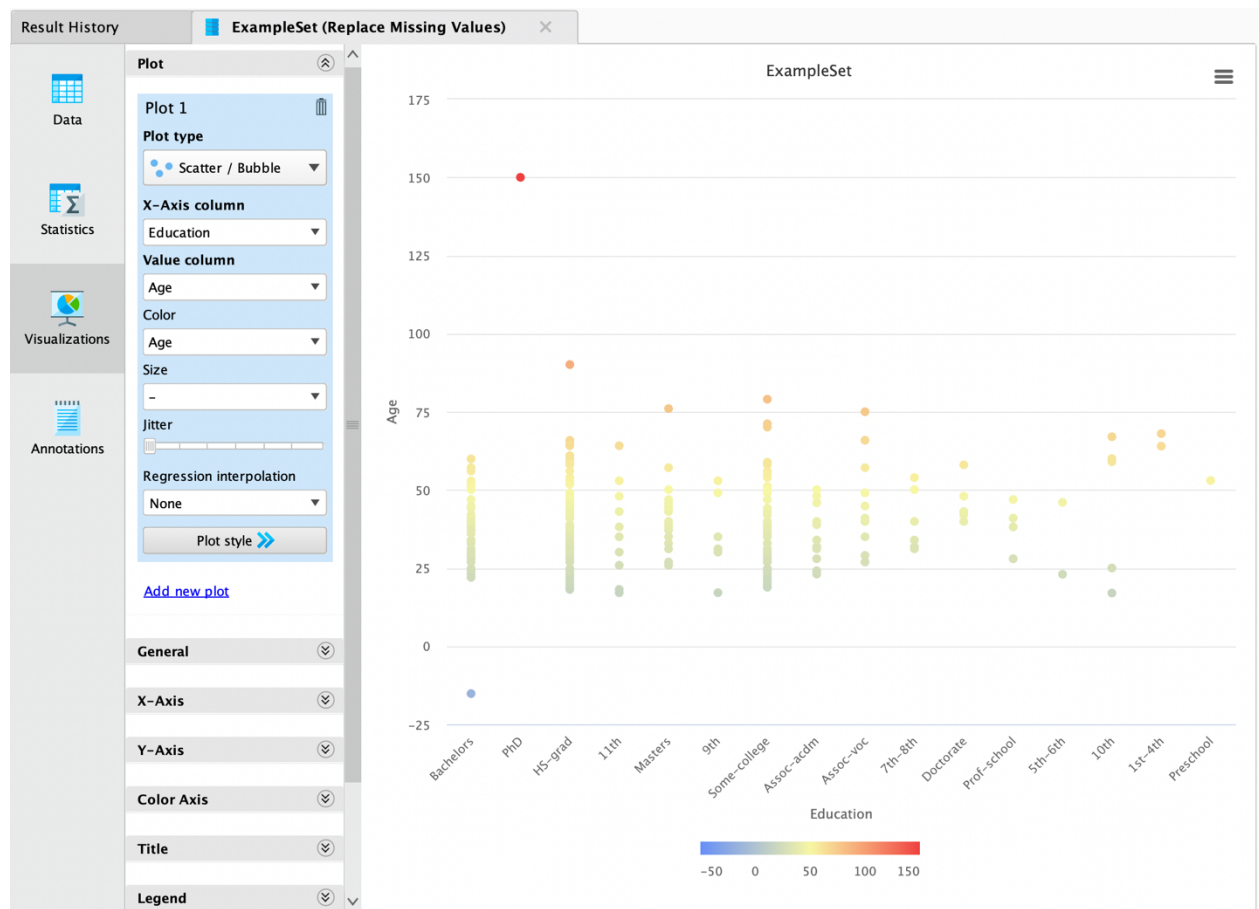 Result History
ExampleSet (Replace Missing Values)
Data
Statistics
Visualizations
Annotations
Plot
Plot 1
Plot type
Scatter / Bubble
X-Axis column
Education
Value column
Age
Color
Age
Size
-
Jitter
Regression interpolation
None
Plot style
Add new plot
General
X-Axis
Y-Axis
Color Axis
Title
Legend
ExampleSet
175
150
125
100
75
50
25
0
-25
Age
Bachelors
PhD
HS-grad
11th
Masters
9th
Some-college
Assoc-acdm
Assoc-voc
7th-8th
Doctorate
Prof-school
5th-6th
10th
1st-4th
Preschool
Education
-50 0 50 100 150